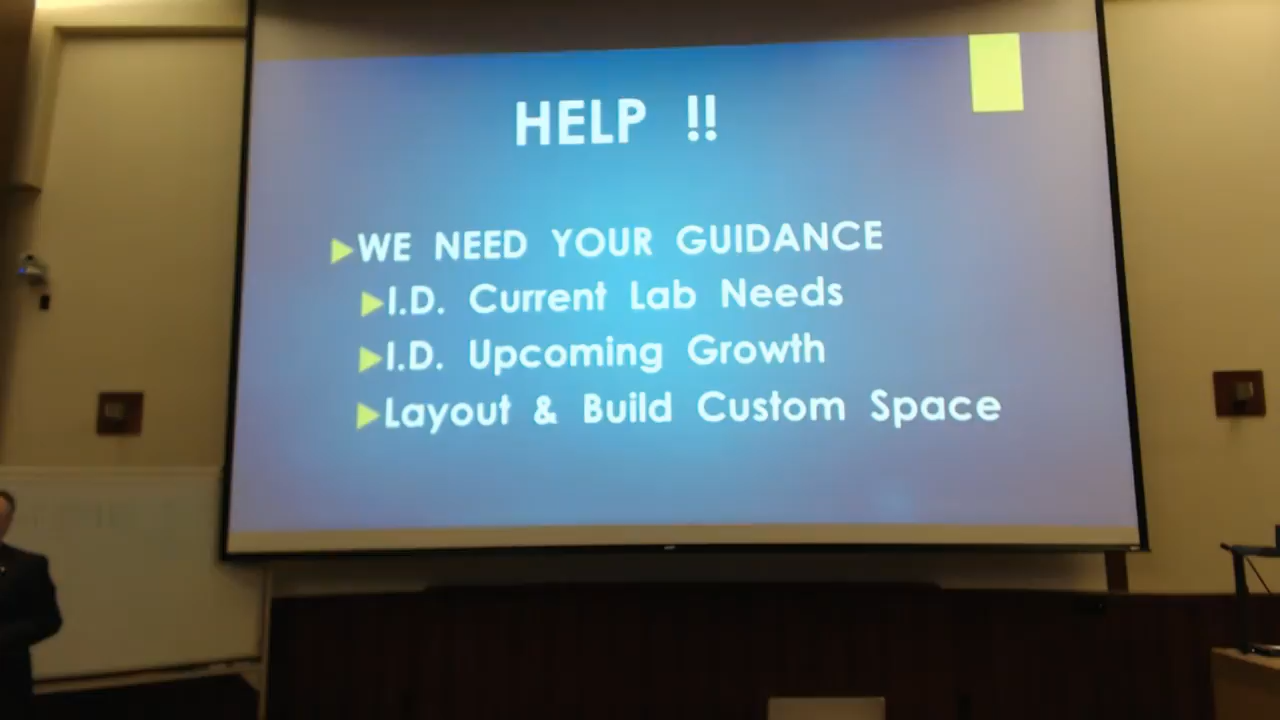 HELP !!
WE NEED YOUR GUIDANCE
I.D. Current Lab Needs
I.D. Upcoming Growth
Layout & Build Custom Space